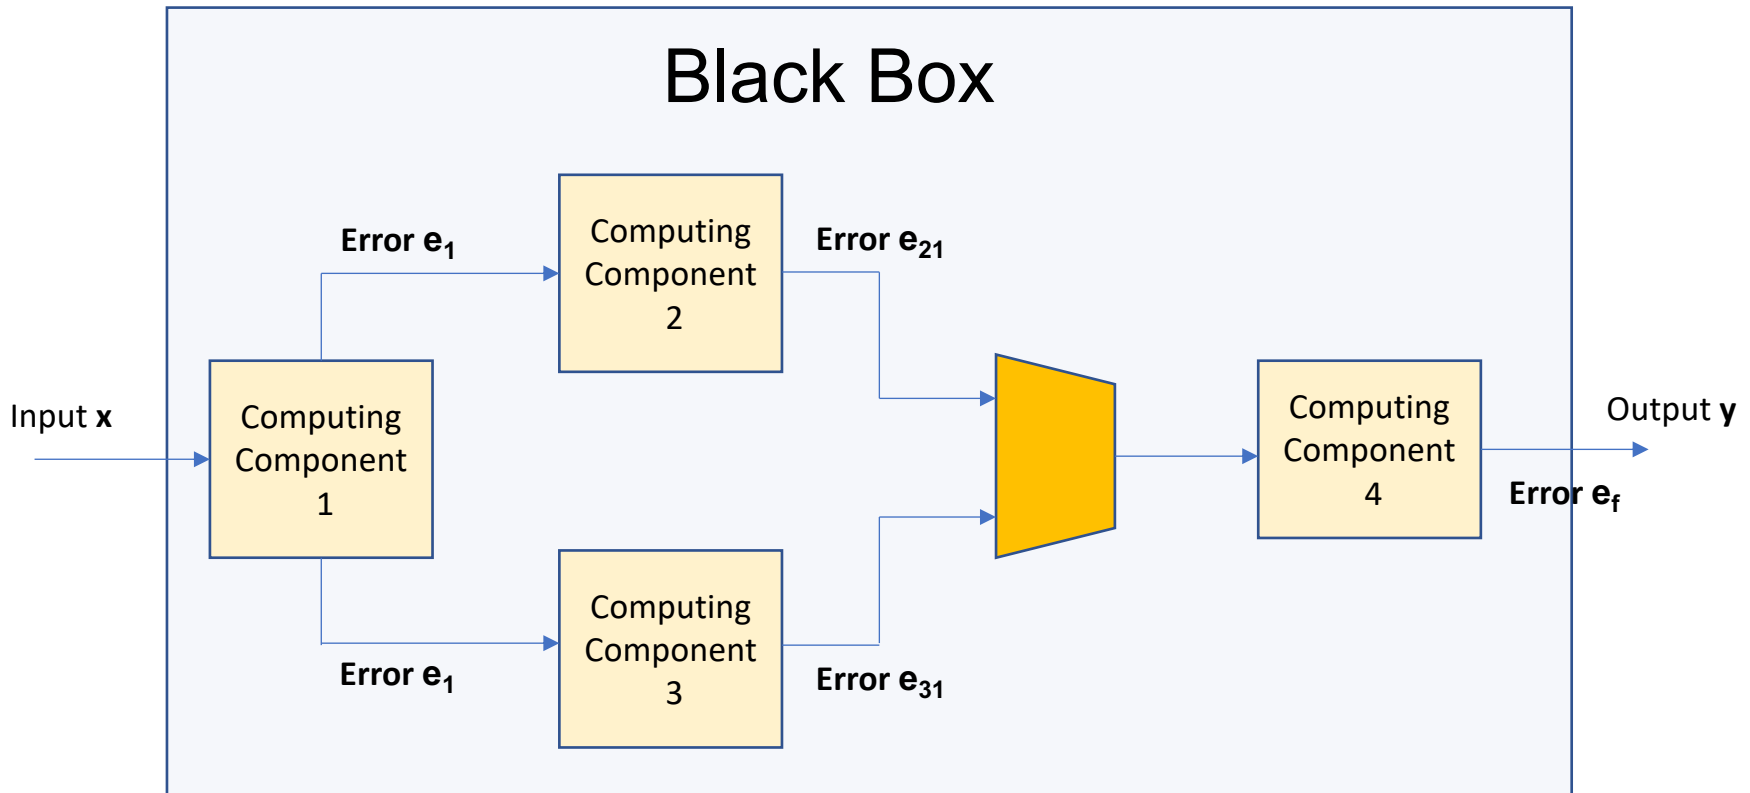 Black Box
Error e₁
Computing
Component
2
Error e₂₁
Input x
Computing
Component
1
Computing
Component
4
Output y
Error e_f
Error e₁
Computing
Component
3
Error e₃₁